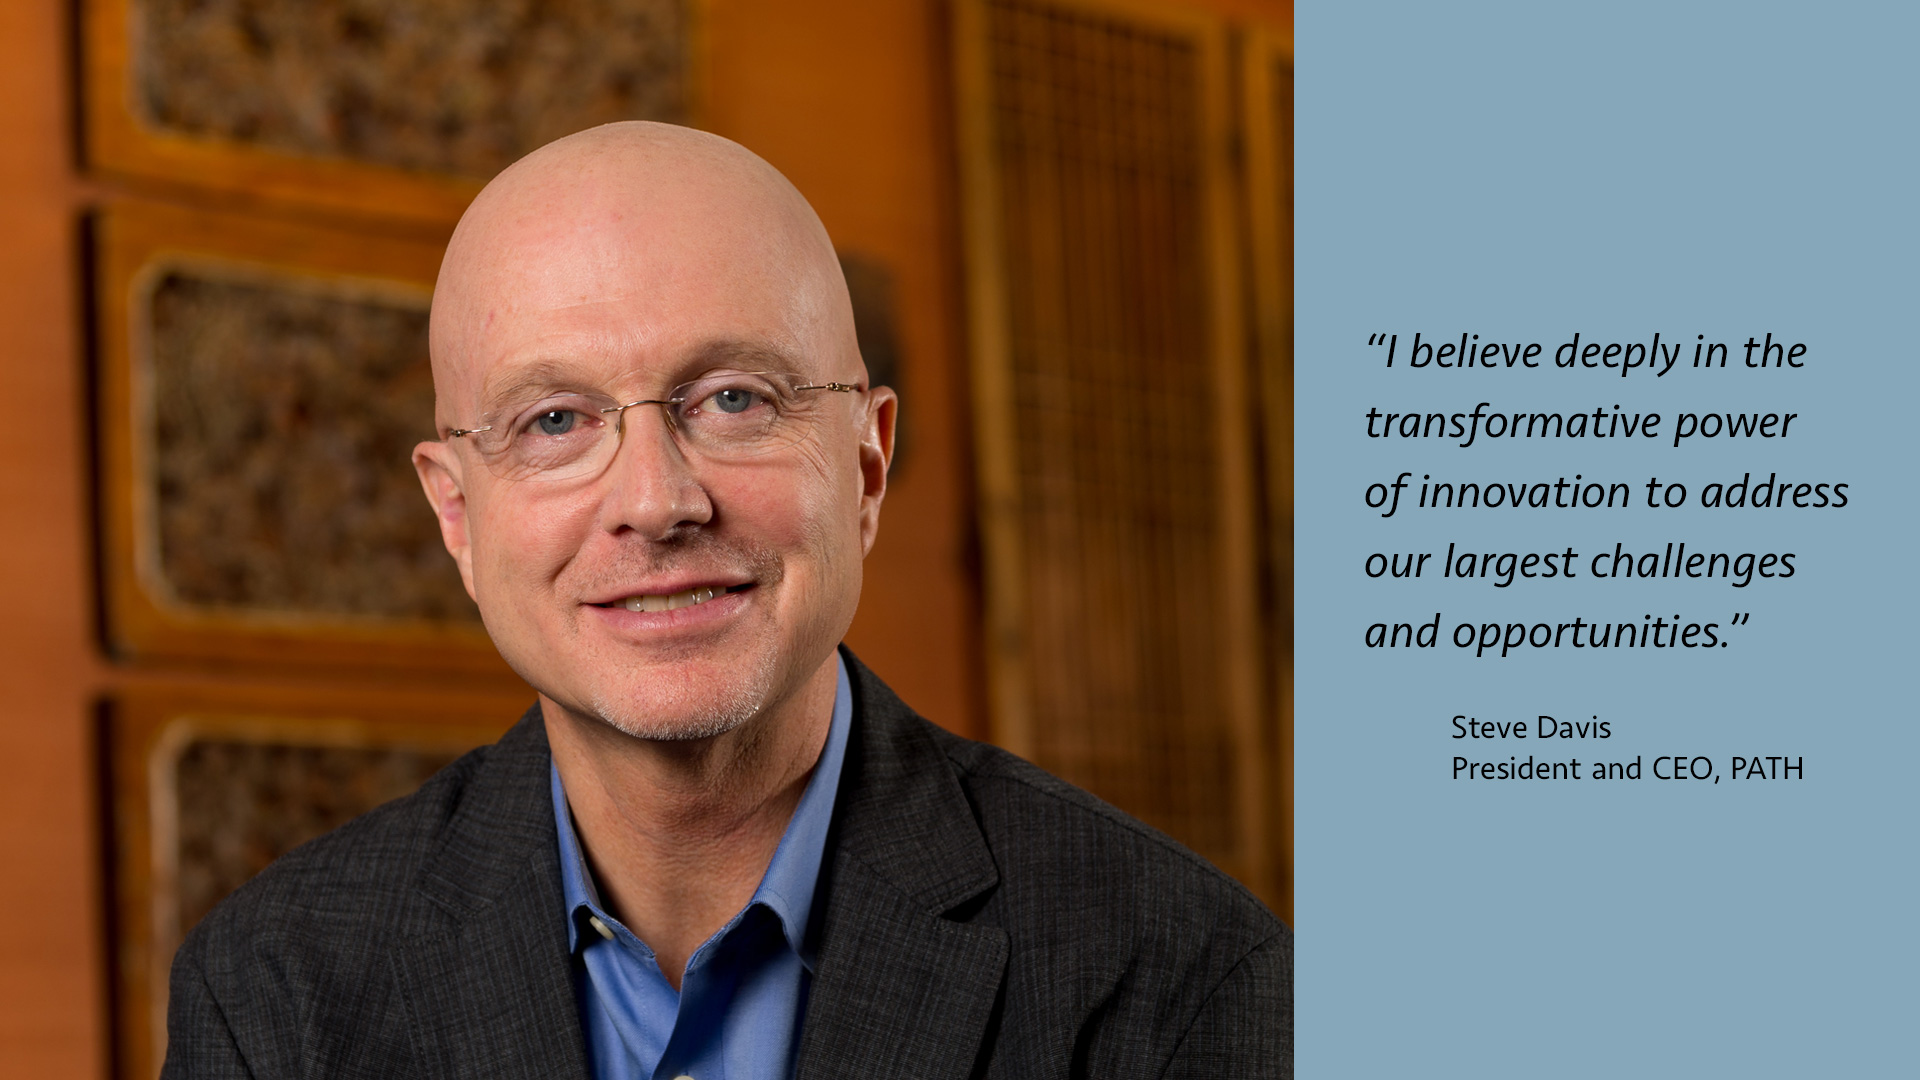 “I believe deeply in the
transformative power
of innovation to address
our largest challenges
and opportunities.”
Steve Davis
President and CEO, PATH